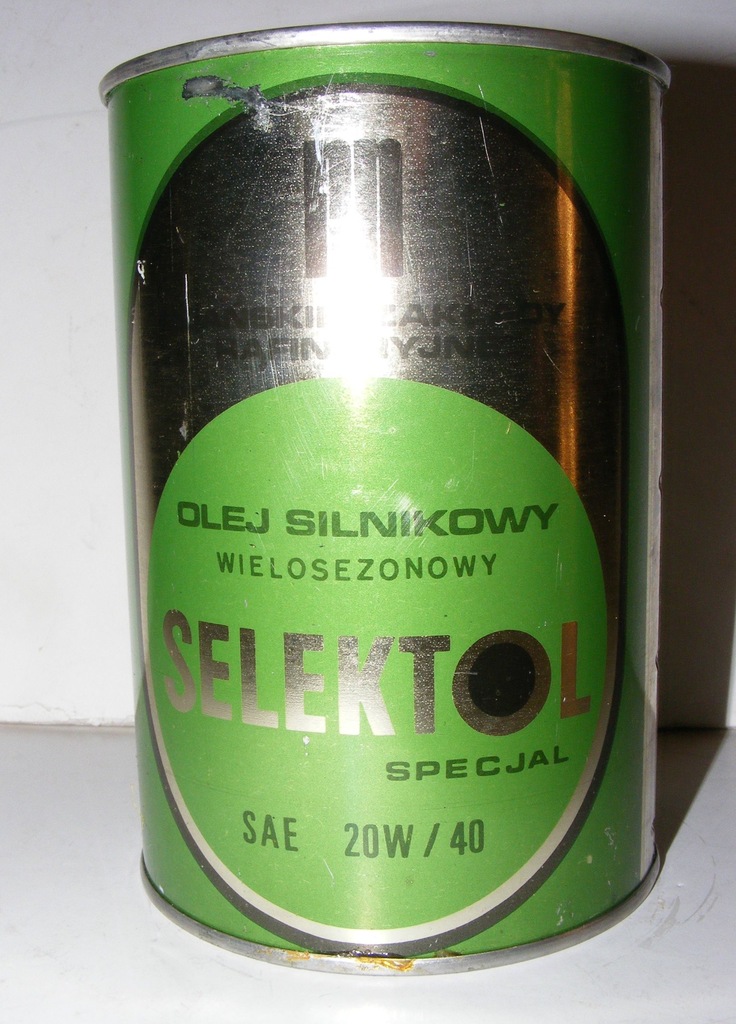 OLEJ SILNIKOWY
WIELOSEZONOWY
SELEKTOL
SPECJAL
SAE 20W/40